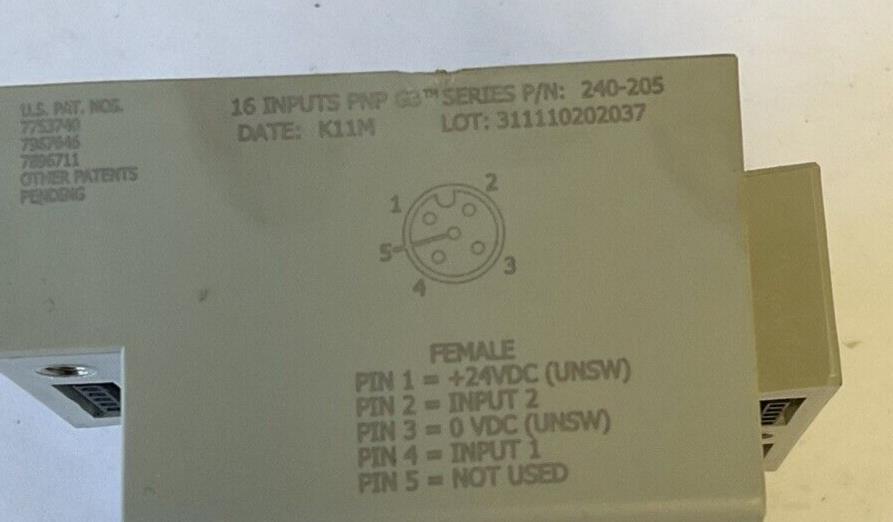 U.S. PAT. NOS.
7753740
7967646
7896711
OTHER PATENTS
PENDING
16 INPUTS PNP G3™ SERIES P/N: 240-205
DATE: K11M LOT: 311110202037
1
2
5
3
4
FEMALE
PIN 1 = +24VDC (UNSW)
PIN 2 = INPUT 2
PIN 3 = 0 VDC (UNSW)
PIN 4 = INPUT 1
PIN 5 = NOT USED